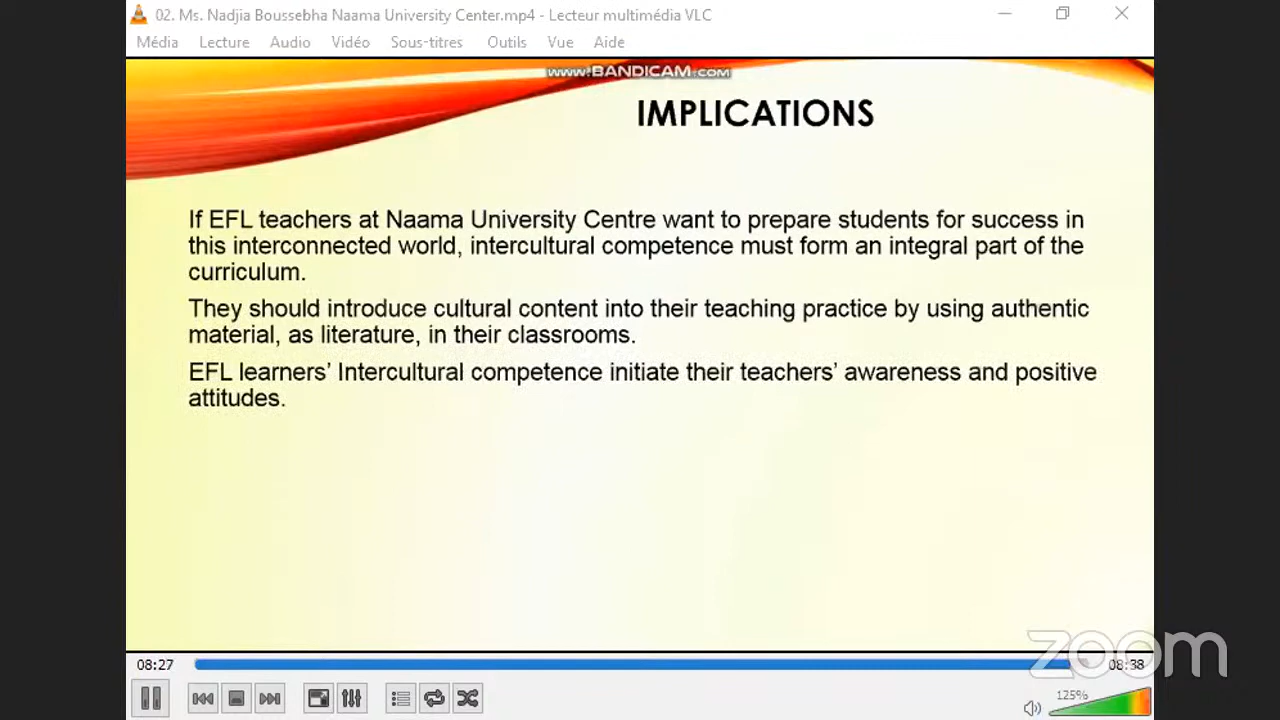 02. Ms. Nadjia Boussebha Naama University Center.mp4 - Lecteur multimédia VLC
Média Lecture Audio Vidéo Sous-titres Outils Vue Aide
www.BANDICAM.com
IMPLICATIONS
If EFL teachers at Naama University Centre want to prepare students for success in
this interconnected world, intercultural competence must form an integral part of the
curriculum.
They should introduce cultural content into their teaching practice by using authentic
material, as literature, in their classrooms.
EFL learners’ Intercultural competence initiate their teachers’ awareness and positive
attitudes.
zoom
08:27 08:38
125%